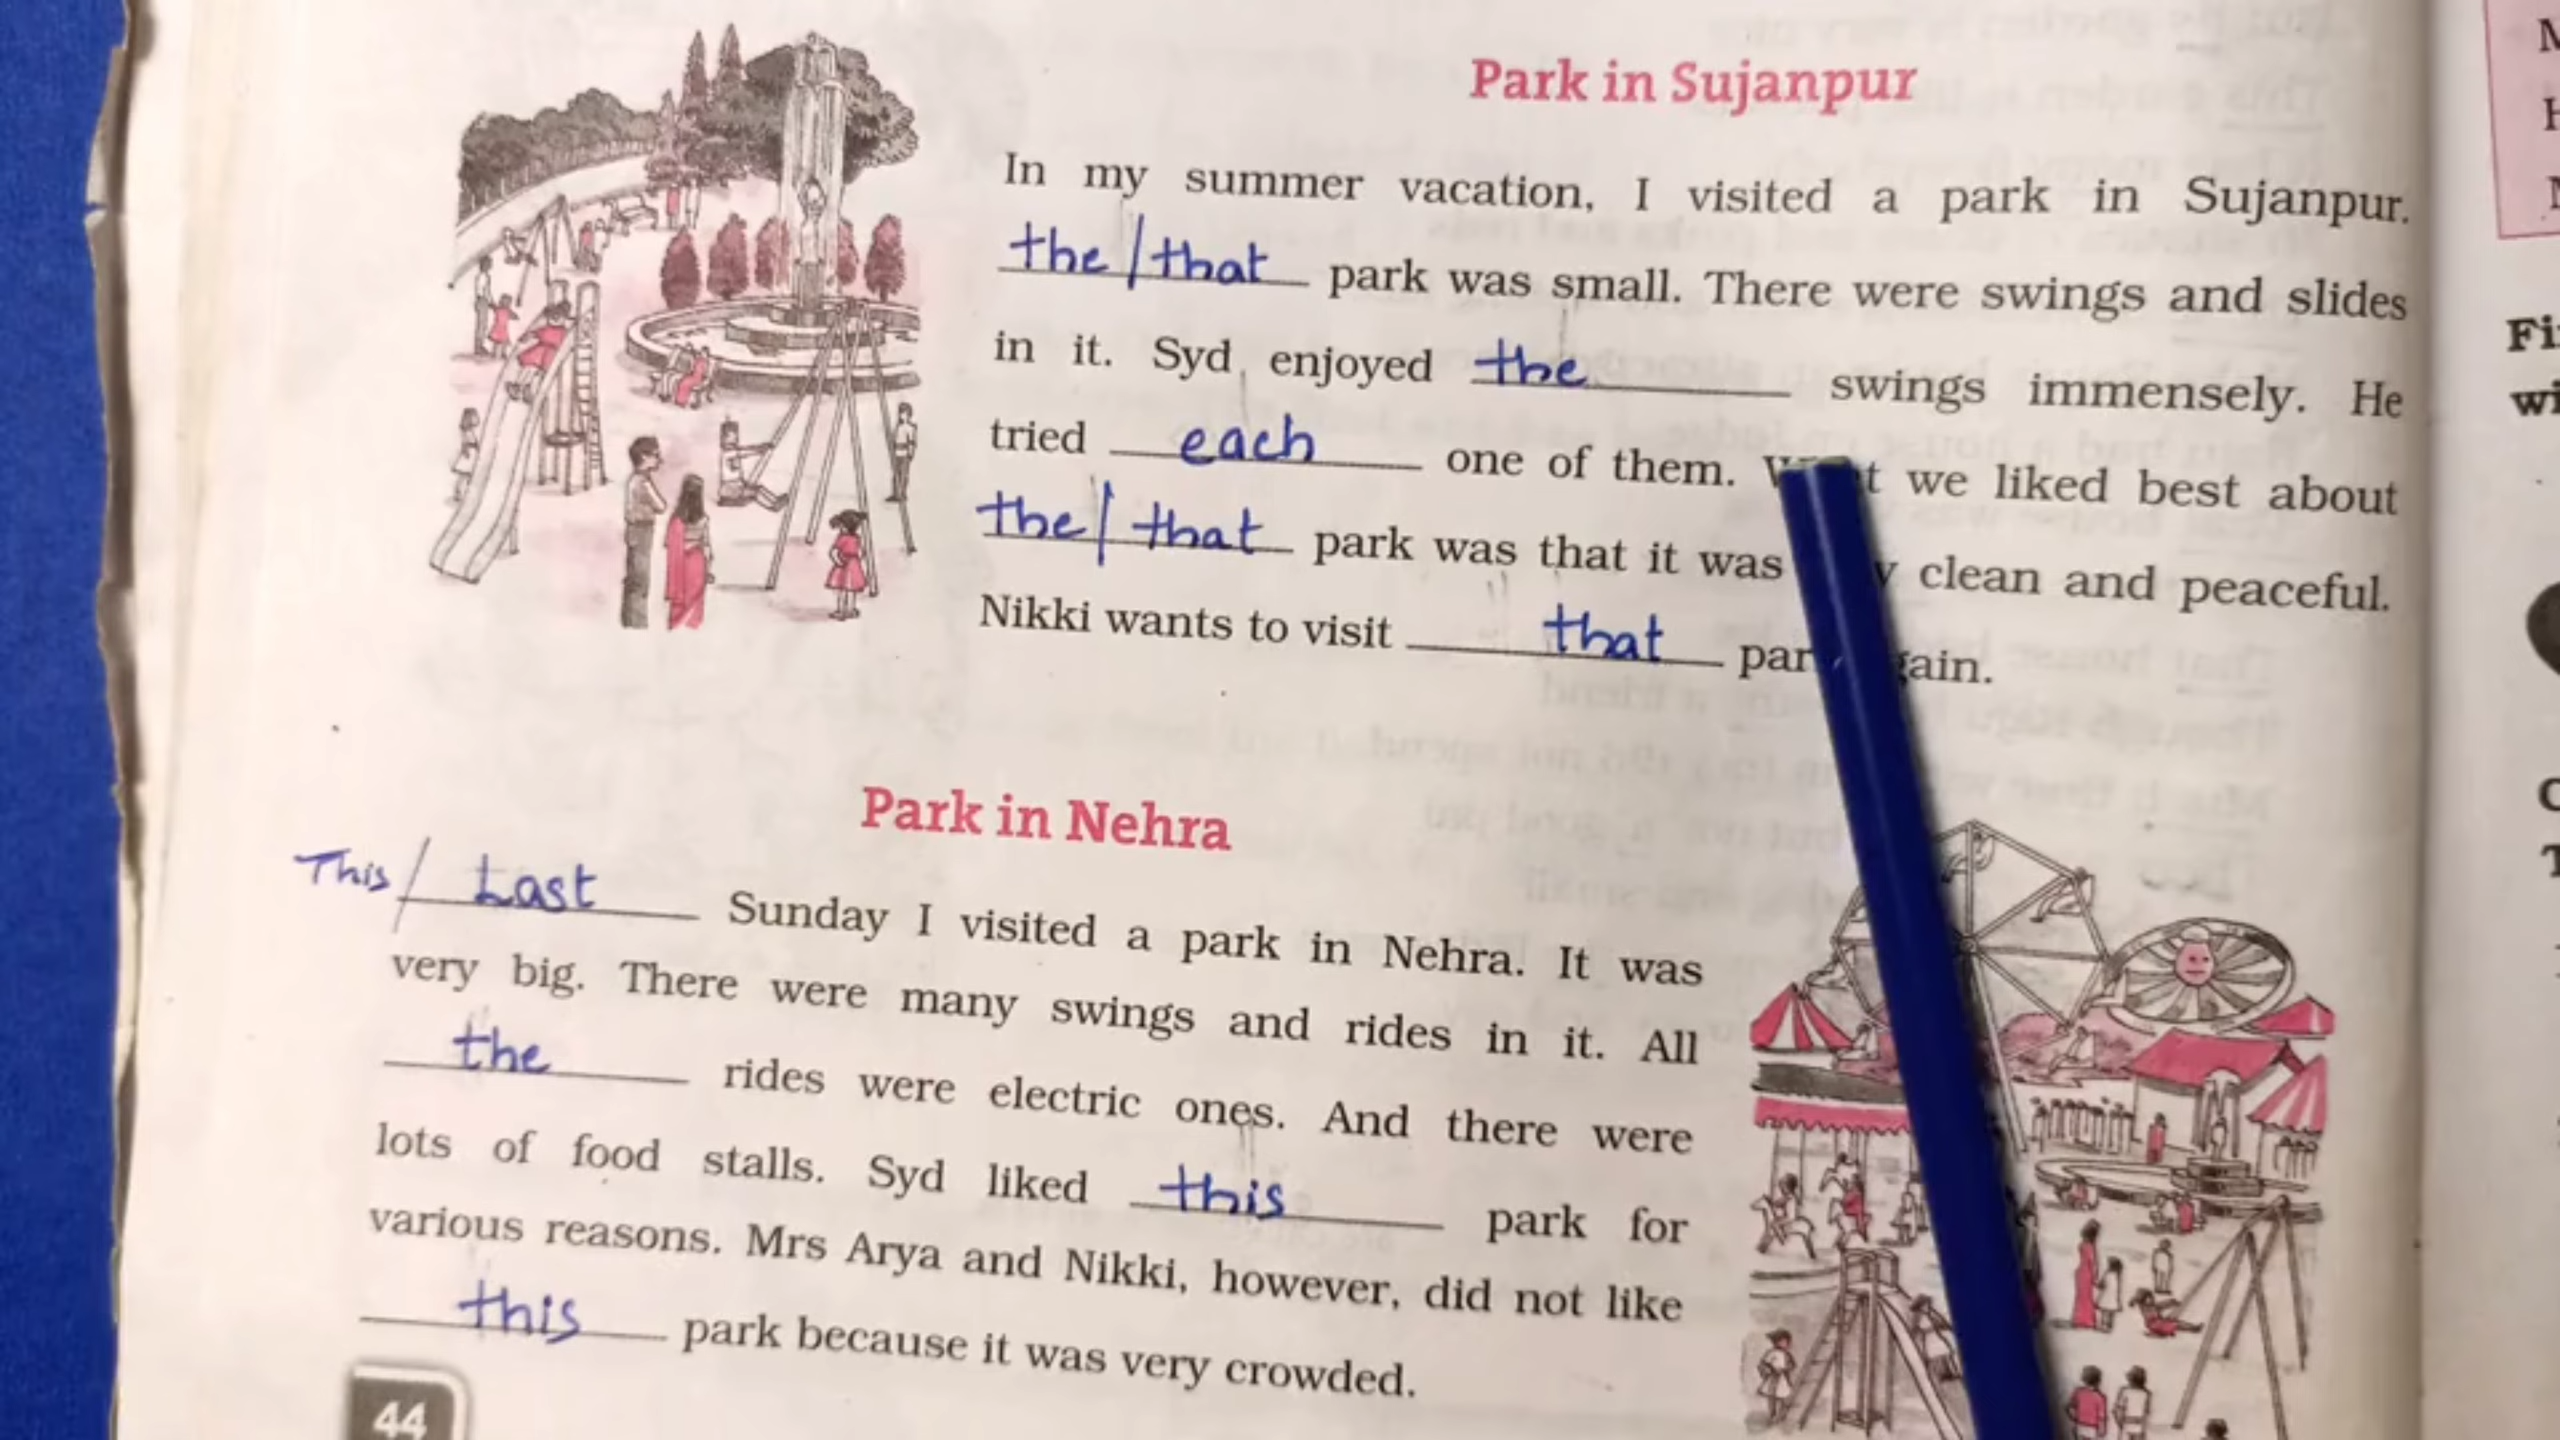 Park in Sujanpur
In my summer vacation, I visited a park in Sujanpur.
the/that park was small. There were swings and slides
in it. Syd enjoyed the swings immensely. He
tried each one of them. we liked best about
the/that park was that it was clean and peaceful.
Nikki wants to visit that
Park in Nehra
This/Last Sunday I visited a park in Nehra. It was
very big. There were many swings and rides in it. All
the rides were electric ones. And there were
lots of food stalls. Syd liked this park for
various reasons. Mrs Arya and Nikki, however, did not like
this park because it was very crowded.
44